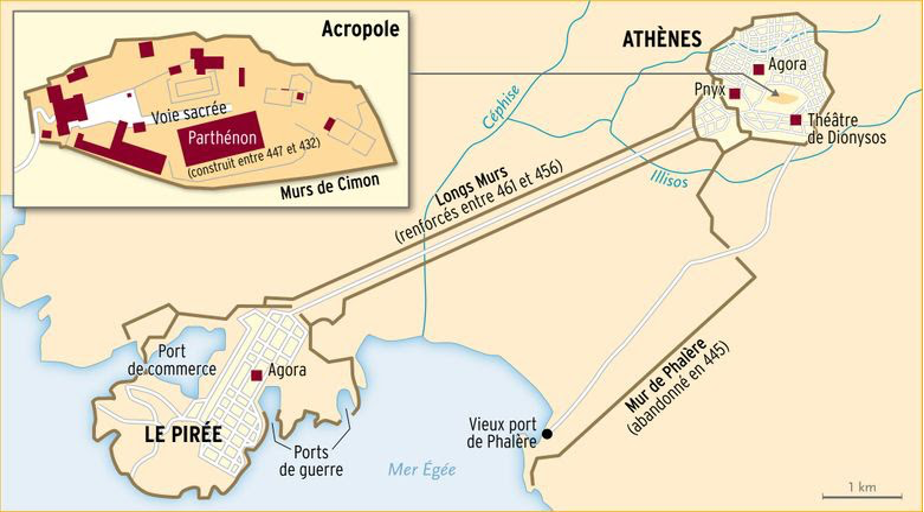 Acropole
Voie sacrée
Parthénon
(construit entre 447 et 432)
Murs de Cimon
ATHÈNES
Agora
Pnyx
Théâtre
de Dionysos
Céphise
Illisos
Longs Murs
(renforcés entre 461 et 456)
Mur de Phalère
(abandonné en 445)
Port
de commerce
Agora
LE PIRÉE
Ports
de guerre
Vieux port
de Phalère
Mer Égée
1 km